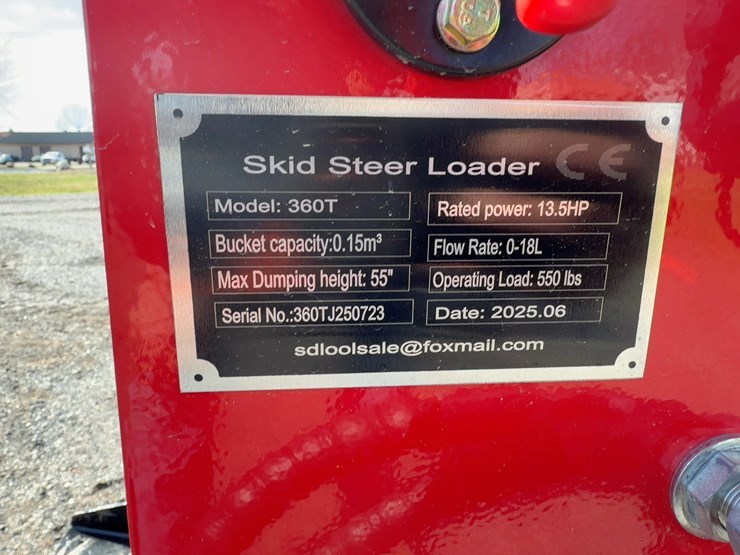 Skid Steer Loader CE
Model: 360T
Rated power: 13.5HP
Bucket capacity:0.15m³
Flow Rate: 0-18L
Max Dumping height: 55"
Operating Load: 550 lbs
Serial No.:360TJ250723
Date: 2025.06
sdloolsale@foxmail.com